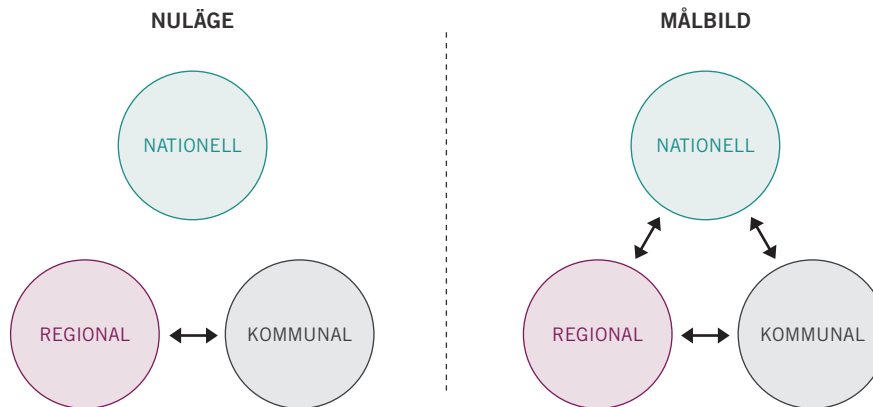 NULÄGE
NATIONELL
REGIONAL
KOMMUNAL
MÅLBILD
NATIONELL
REGIONAL
KOMMUNAL